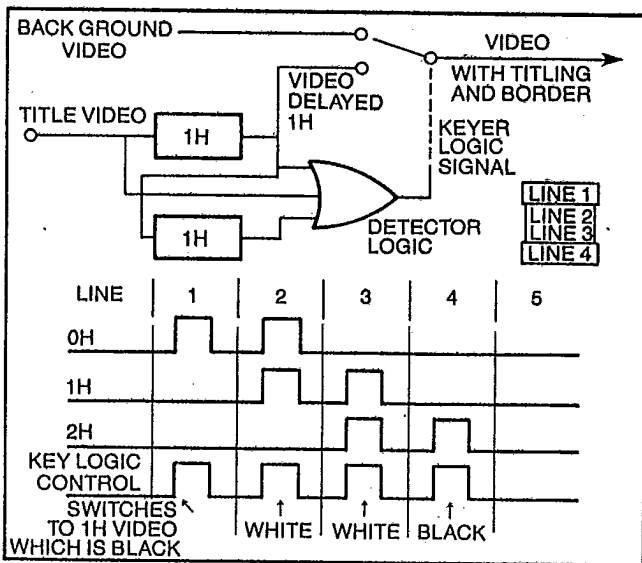 BACK GROUND
VIDEO
VIDEO
WITH TITLING
AND BORDER
VIDEO
DELAYED
1H
TITLE VIDEO
1H
KEYER
LOGIC
SIGNAL
1H
DETECTOR
LOGIC
LINE 1
LINE 2
LINE 3
LINE 4
LINE 1 2 3 4 5
0H
1H
2H
KEY LOGIC
CONTROL
SWITCHES
TO 1H VIDEO
WHICH IS BLACK
WHITE WHITE BLACK